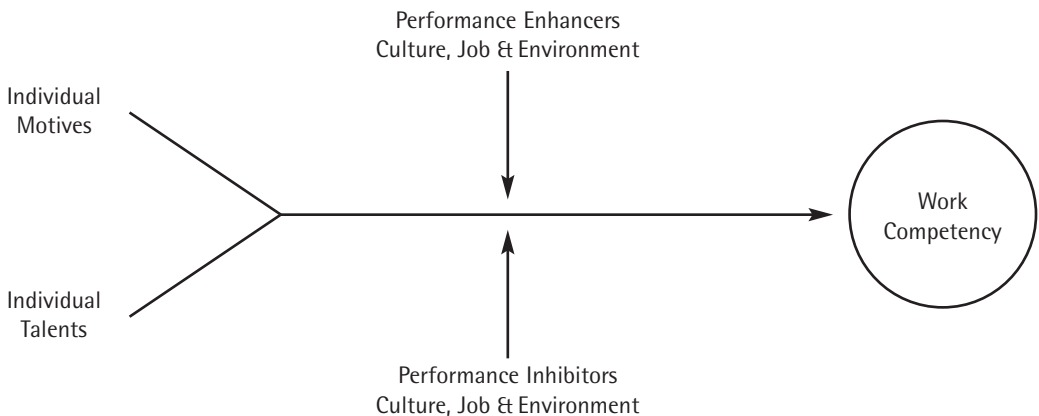 Performance Enhancers
Culture, Job & Environment
Individual
Motives
Work
Competency
Individual
Talents
Performance Inhibitors
Culture, Job & Environment